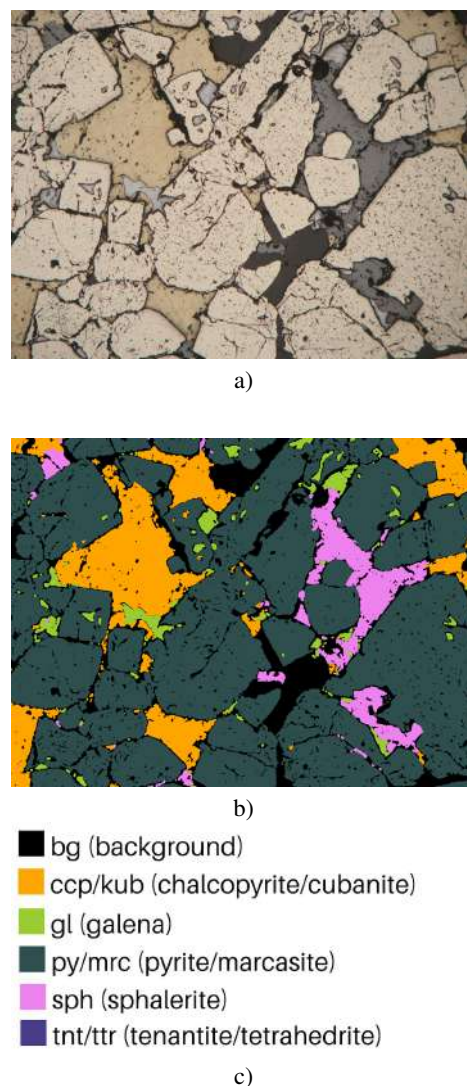 a)
b)
bg (background)
ccp/kub (chalcopyrite/cubanite)
gl (galena)
py/mrc (pyrite/marcasite)
sph (sphalerite)
tnt/ttr (tenantite/tetrahedrite)
c)